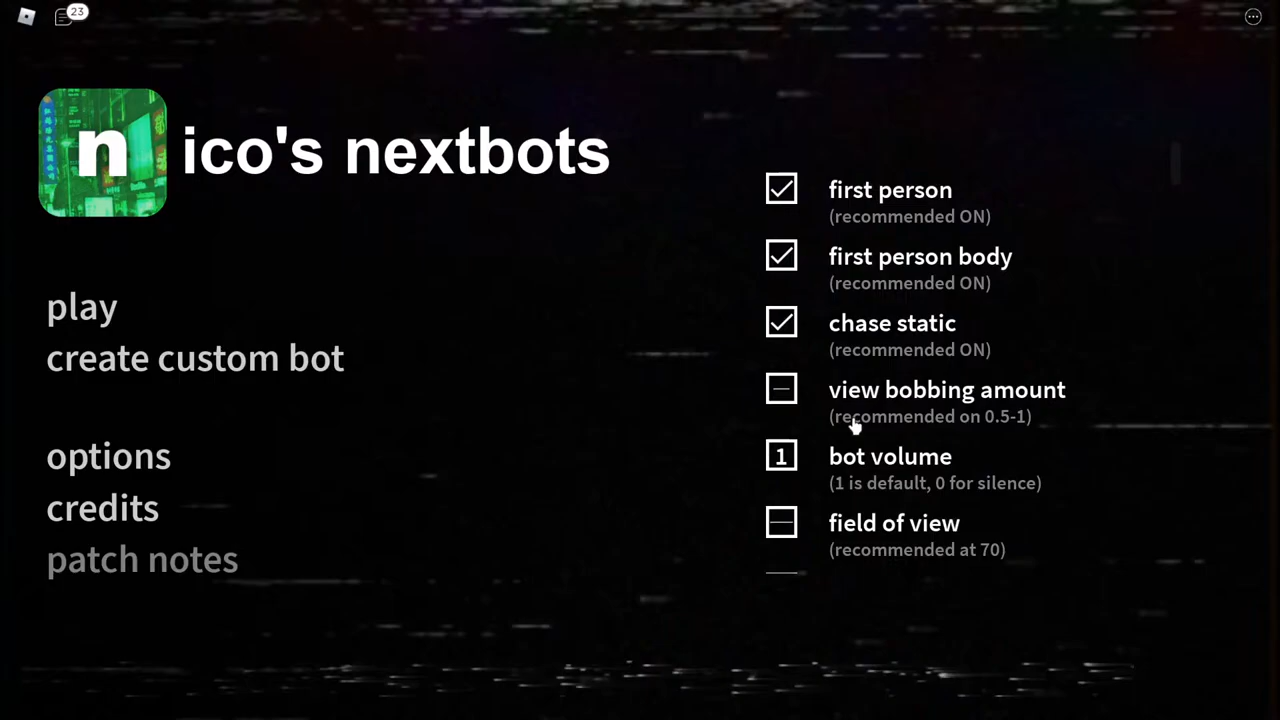 23
n ico's nextbots
play
create custom bot
options
credits
patch notes
first person
(recommended ON)
first person body
(recommended ON)
chase static
(recommended ON)
view bobbing amount
(recommended on 0.5-1)
1 bot volume
(1 is default, 0 for silence)
field of view
(recommended at 70)